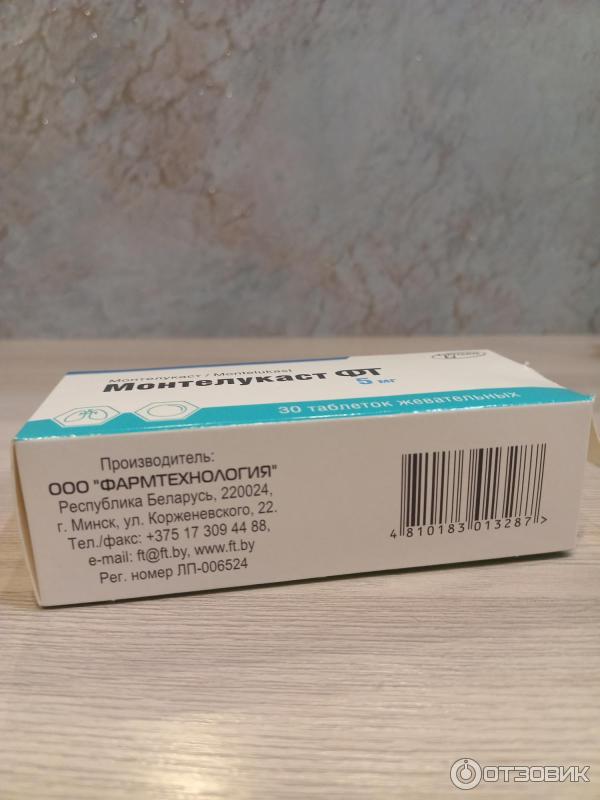 Монтелукаст / Montelukast
Монтелукаст ФТ
5 мг
30 таблеток жевательных
Производитель:
ООО "ФАРМТЕХНОЛОГИЯ"
Республика Беларусь, 220024,
г. Минск, ул. Корженевского, 22.
Тел./факс: +375 17 309 44 88,
e-mail: ft@ft.by, www.ft.by
Рег. номер ЛП-006524
4 810183 013287 >
ОТЗОВИК